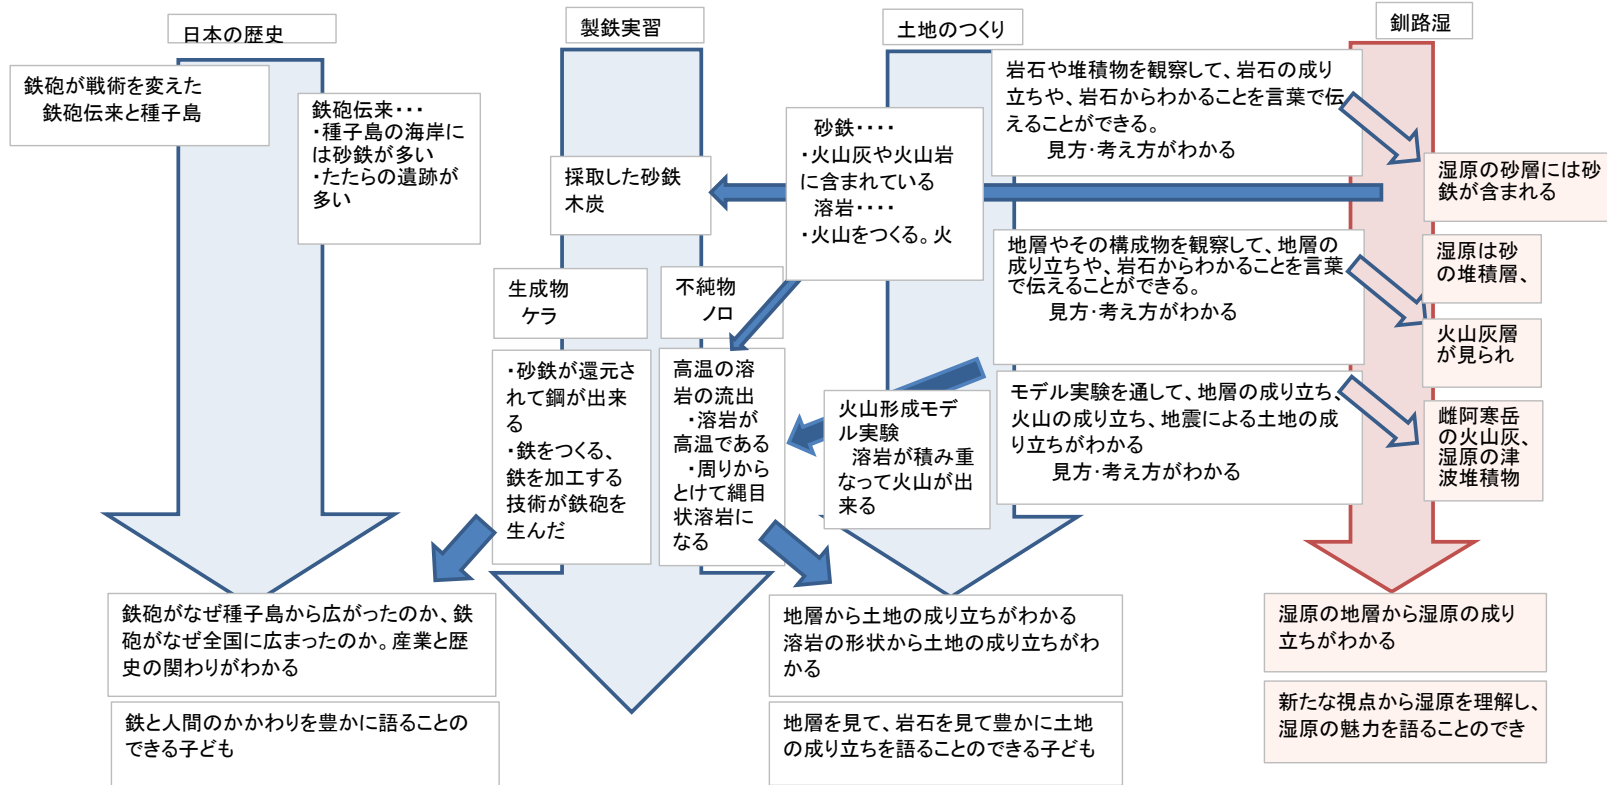 日本の歴史
製鉄実習
土地のつくり
釧路湿
鉄砲が戦術を変えた
鉄砲伝来と種子島
鉄砲伝来・・・
・種子島の海岸に
は砂鉄が多い
・たたらの遺跡が
多い
採取した砂鉄
木炭
生成物
ケラ
不純物
ノロ
・砂鉄が還元さ
れて鋼が出来
る
・鉄をつくる、
鉄を加工する
技術が鉄砲を
生んだ
高温の溶
岩の流出
・溶岩が
高温である
・周りから
とけて縄目
状溶岩に
なる
砂鉄・・・・
・火山灰や火山岩
に含まれている
溶岩・・・・
・火山をつくる。火
火山形成モデ
ル実験
溶岩が積み重
なって火山が出
来る
岩石や堆積物を観察して、岩石の成り
立ちや、岩石からわかることを言葉で伝
えることができる。
見方・考え方がわかる
地層やその構成物を観察して、地層の
成り立ちや、岩石からわかることを言葉
で伝えることができる。
見方・考え方がわかる
モデル実験を通して、地層の成り立ち、
火山の成り立ち、地震による土地の成
り立ちがわかる
見方・考え方がわかる
湿原の砂層には砂
鉄が含まれる
湿原は砂
の堆積層、
火山灰層
が見られ
雌阿寒岳
の火山灰、
湿原の津
波堆積物
鉄砲がなぜ種子島から広がったのか、鉄
砲がなぜ全国に広まったのか。産業と歴
史の関わりがわかる
鉄と人間のかかわりを豊かに語ることの
できる子ども
地層から土地の成り立ちがわかる
溶岩の形状から土地の成り立ちがわ
かる
地層を見て、岩石を見て豊かに土地
の成り立ちを語ることのできる子ども
湿原の地層から湿原の成り
立ちがわかる
新たな視点から湿原を理解し、
湿原の魅力を語ることのでき